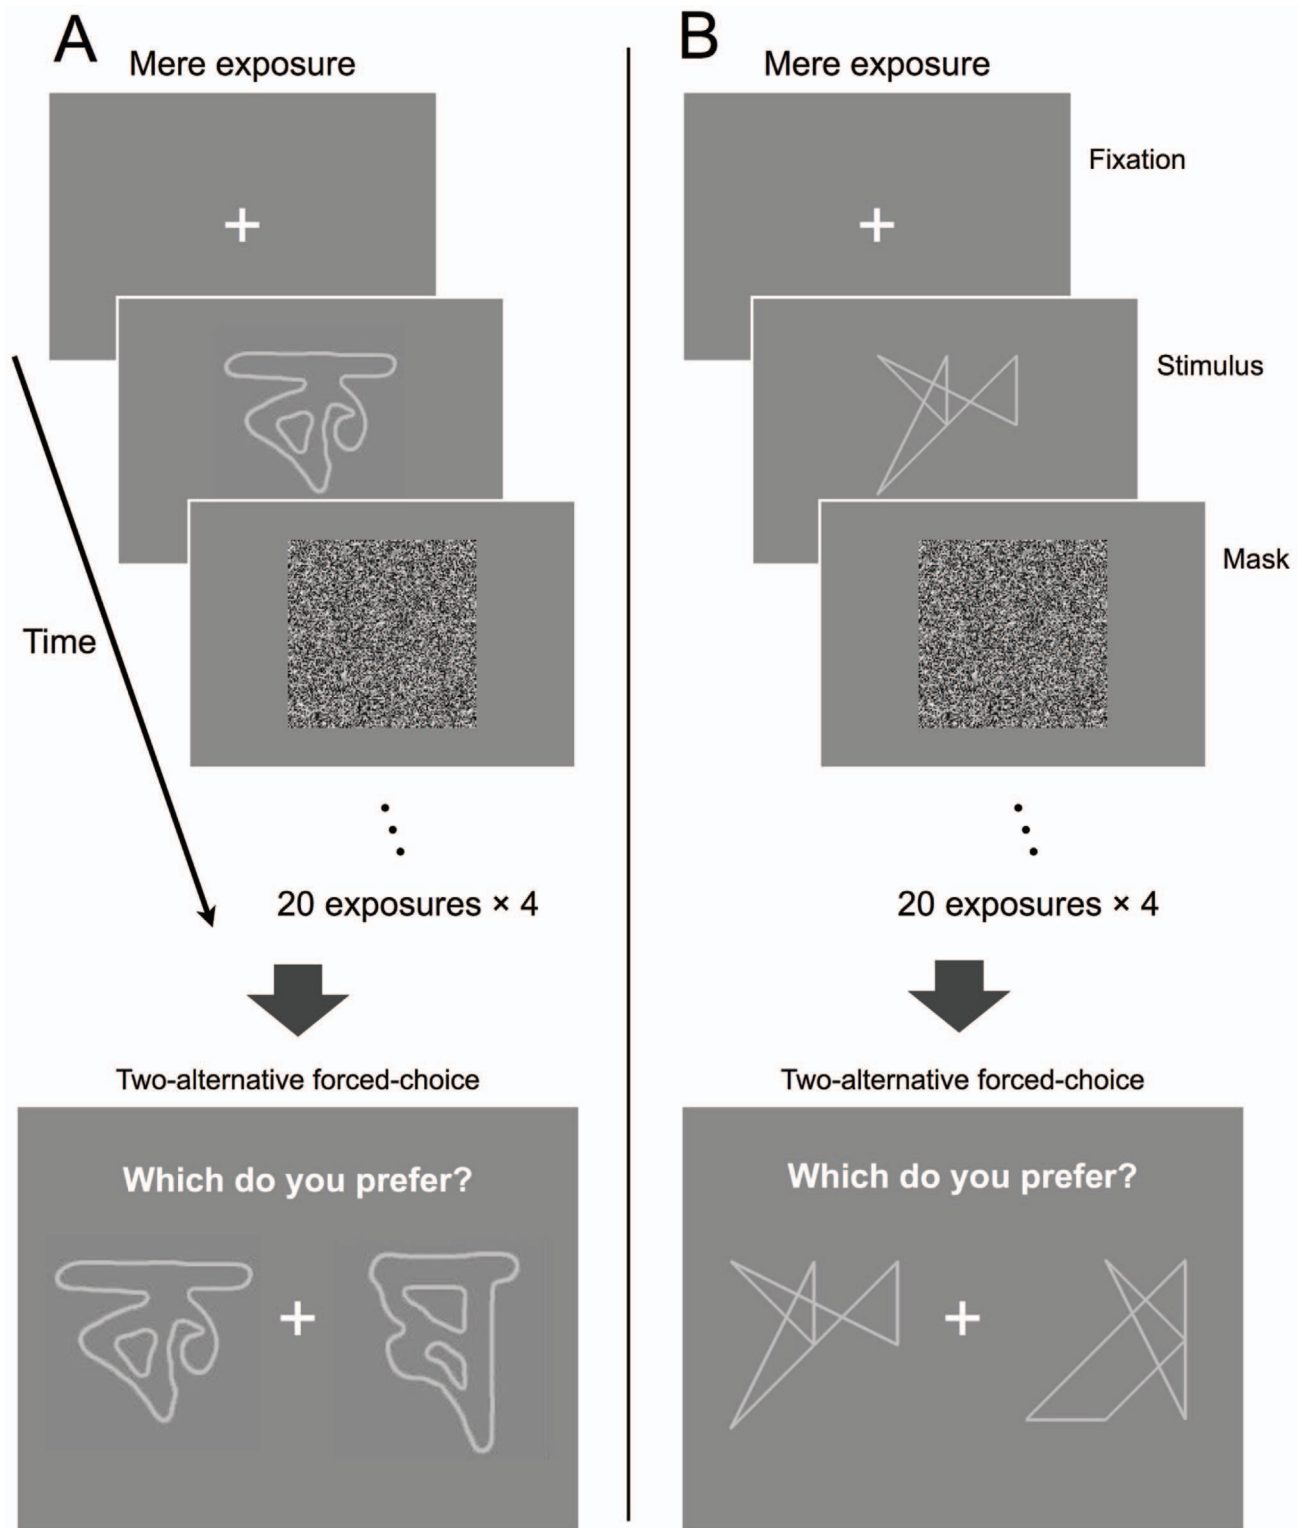 A
Mere exposure
Time
20 exposures × 4
Two-alternative forced-choice
Which do you prefer?
B
Mere exposure
Fixation
Stimulus
Mask
20 exposures × 4
Two-alternative forced-choice
Which do you prefer?